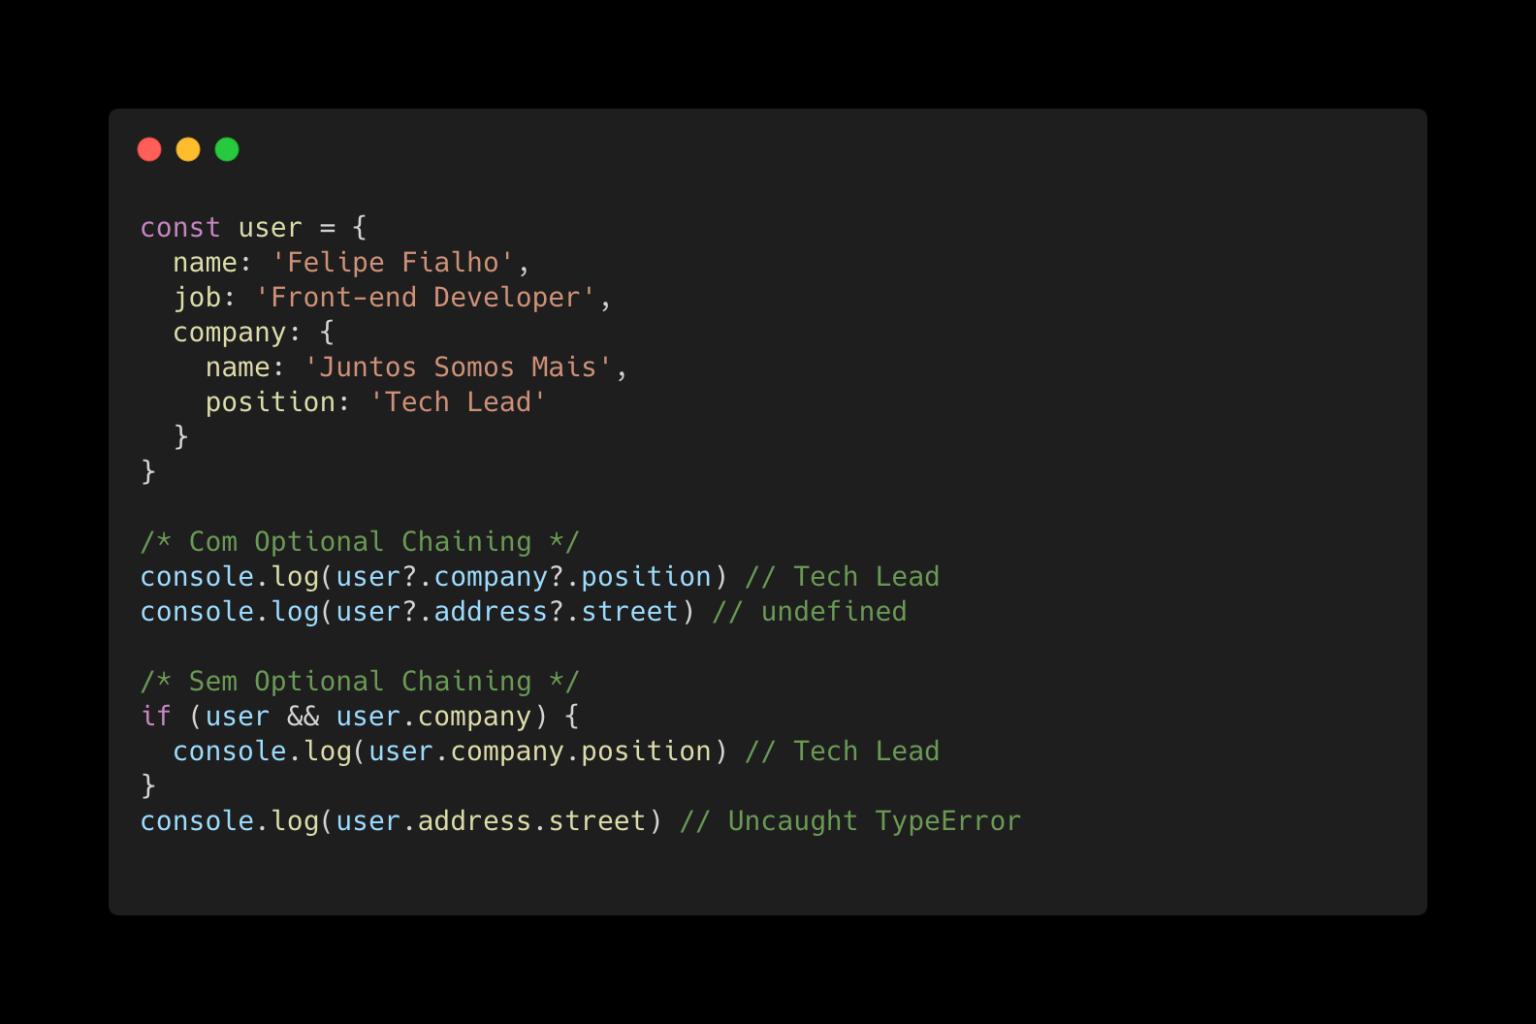 const user = {
  name: 'Felipe Fialho',
  job: 'Front-end Developer',
  company: {
    name: 'Juntos Somos Mais',
    position: 'Tech Lead'
  }
}

/* Com Optional Chaining */
console.log(user?.company?.position) // Tech Lead
console.log(user?.address?.street) // undefined

/* Sem Optional Chaining */
if (user && user.company) {
  console.log(user.company.position) // Tech Lead
}
console.log(user.address.street) // Uncaught TypeError